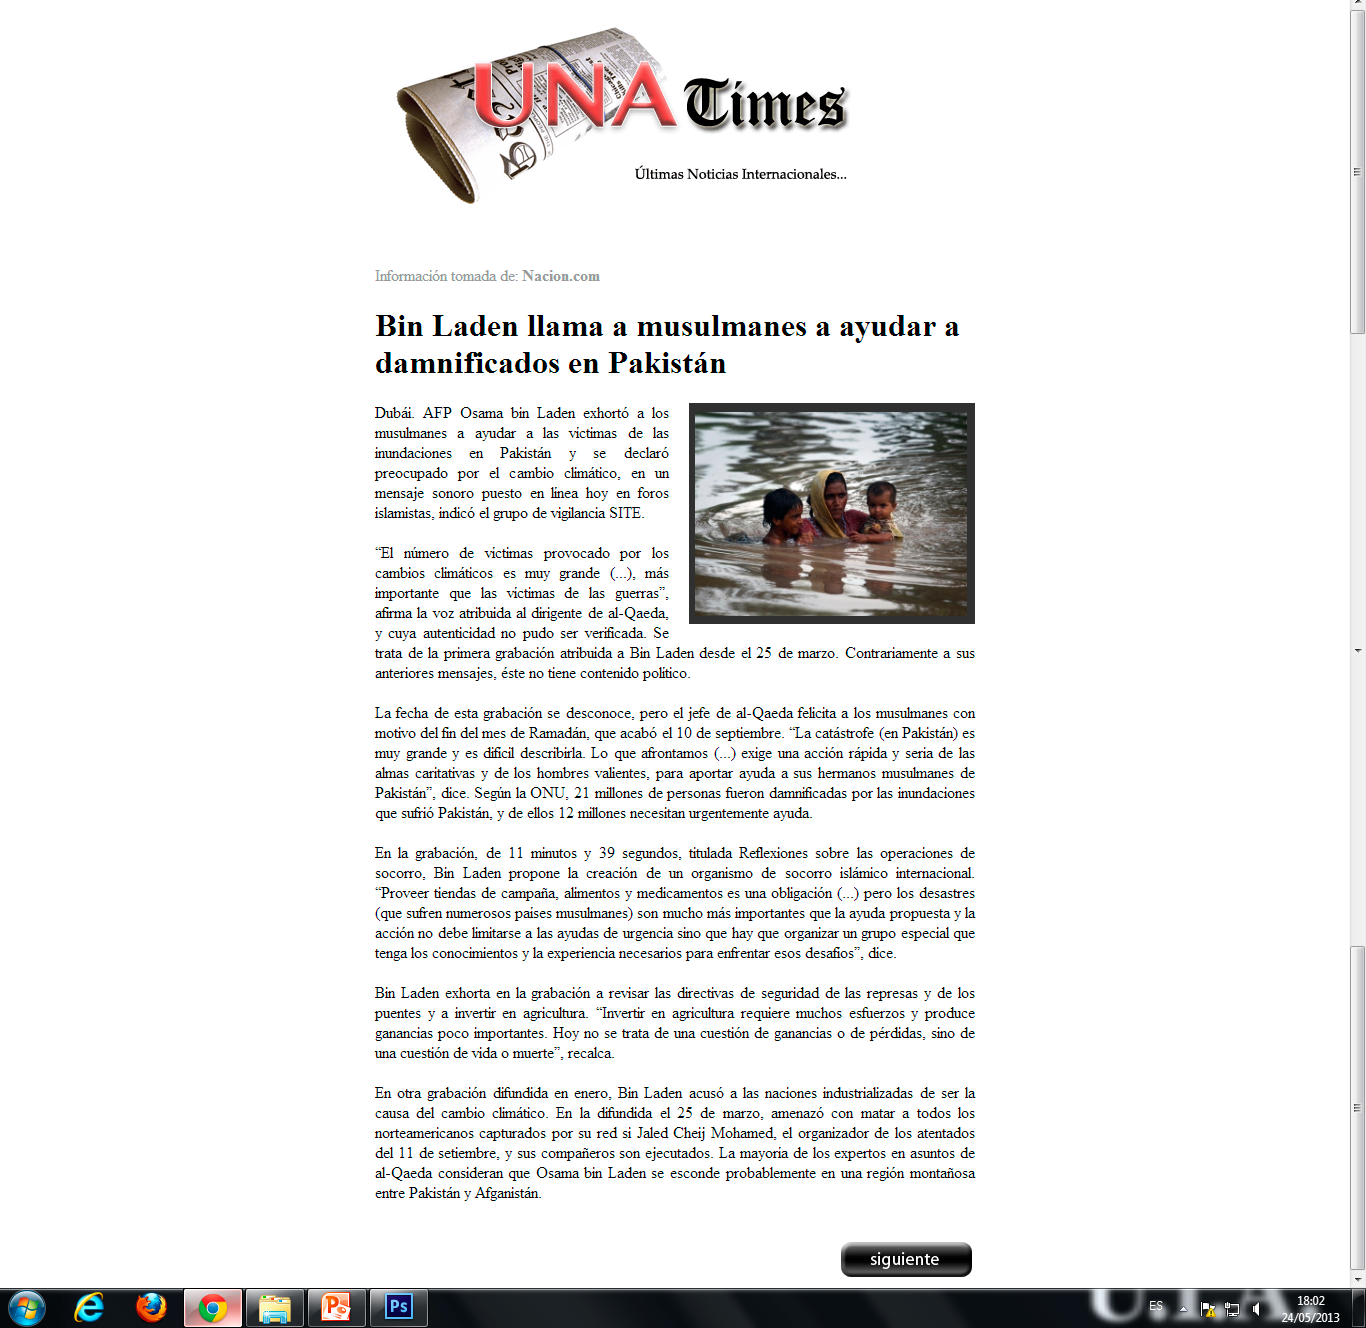 UNA Times
Últimas Noticias Internacionales...
Información tomada de: Nacion.com
Bin Laden llama a musulmanes a ayudar a
damnificados en Pakistán
Dubái. AFP Osama bin Laden exhortó a los
musulmanes a ayudar a las víctimas de las
inundaciones en Pakistán y se declaró
preocupado por el cambio climático, en un
mensaje sonoro puesto en línea hoy en foros
islamistas, indicó el grupo de vigilancia SITE.
“El número de víctimas provocado por los
cambios climáticos es muy grande (...), más
importante que las víctimas de las guerras”,
afirma la voz atribuida al dirigente de al-Qaeda,
y cuya autenticidad no pudo ser verificada. Se
trata de la primera grabación atribuida a Bin Laden desde el 25 de marzo. Contrariamente a sus
anteriores mensajes, éste no tiene contenido político.
La fecha de esta grabación se desconoce, pero el jefe de al-Qaeda felicita a los musulmanes con
motivo del fin del mes de Ramadán, que acabó el 10 de septiembre. “La catástrofe (en Pakistán) es
muy grande y es difícil describirla. Lo que afrontamos (...) exige una acción rápida y seria de las
almas caritativas y de los hombres valientes, para aportar ayuda a sus hermanos musulmanes de
Pakistán”, dice. Según la ONU, 21 millones de personas fueron damnificadas por las inundaciones
que sufrió Pakistán, y de ellos 12 millones necesitan urgentemente ayuda.
En la grabación, de 11 minutos y 39 segundos, titulada Reflexiones sobre las operaciones de
socorro, Bin Laden propone la creación de un organismo de socorro islámico internacional.
“Proveer tiendas de campaña, alimentos y medicamentos es una obligación (...) pero los desastres
(que sufren numerosos países musulmanes) son mucho más importantes que la ayuda propuesta y la
acción no debe limitarse a las ayudas de urgencia sino que hay que organizar un grupo especial que
tenga los conocimientos y la experiencia necesarios para enfrentar esos desafíos”, dice.
Bin Laden exhorta en la grabación a revisar las directivas de seguridad de las represas y de los
puentes y a invertir en agricultura. “Invertir en agricultura requiere muchos esfuerzos y produce
ganancias poco importantes. Hoy no se trata de una cuestión de ganancias o de pérdidas, sino de
una cuestión de vida o muerte”, recalca.
En otra grabación difundida en enero, Bin Laden acusó a las naciones industrializadas de ser la
causa del cambio climático. En la difundida el 25 de marzo, amenazó con matar a todos los
norteamericanos capturados por su red si Jaled Cheij Mohamed, el organizador de los atentados
del 11 de setiembre, y sus compañeros son ejecutados. La mayoría de los expertos en asuntos de
al-Qaeda consideran que Osama bin Laden se esconde probablemente en una región montañosa
entre Pakistán y Afganistán.
siguiente
Ps
ES
18:02
24/05/2013